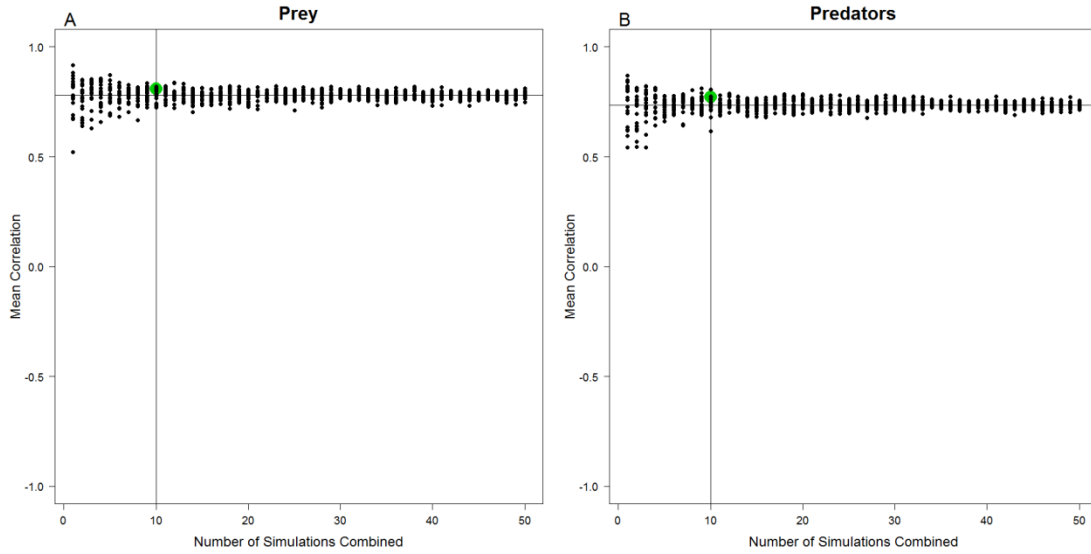 A
Prey
1.0
0.5
0.0
-0.5
-1.0
Mean Correlation
0 10 20 30 40 50
Number of Simulations Combined
B
Predators
1.0
0.5
0.0
-0.5
-1.0
Mean Correlation
0 10 20 30 40 50
Number of Simulations Combined